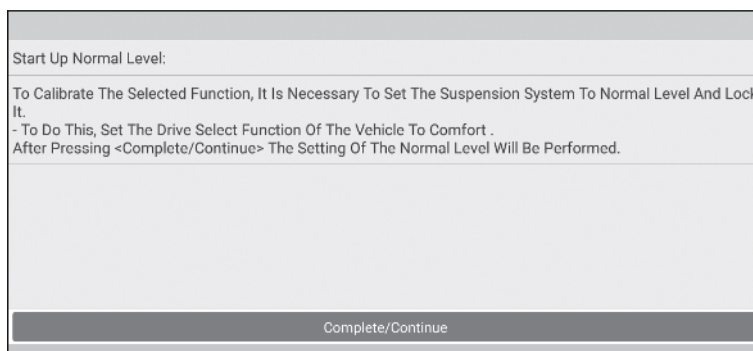 Start Up Normal Level:
To Calibrate The Selected Function, It Is Necessary To Set The Suspension System To Normal Level And Lock
It.
- To Do This, Set The Drive Select Function Of The Vehicle To Comfort .
After Pressing <Complete/Continue> The Setting Of The Normal Level Will Be Performed.
Complete/Continue